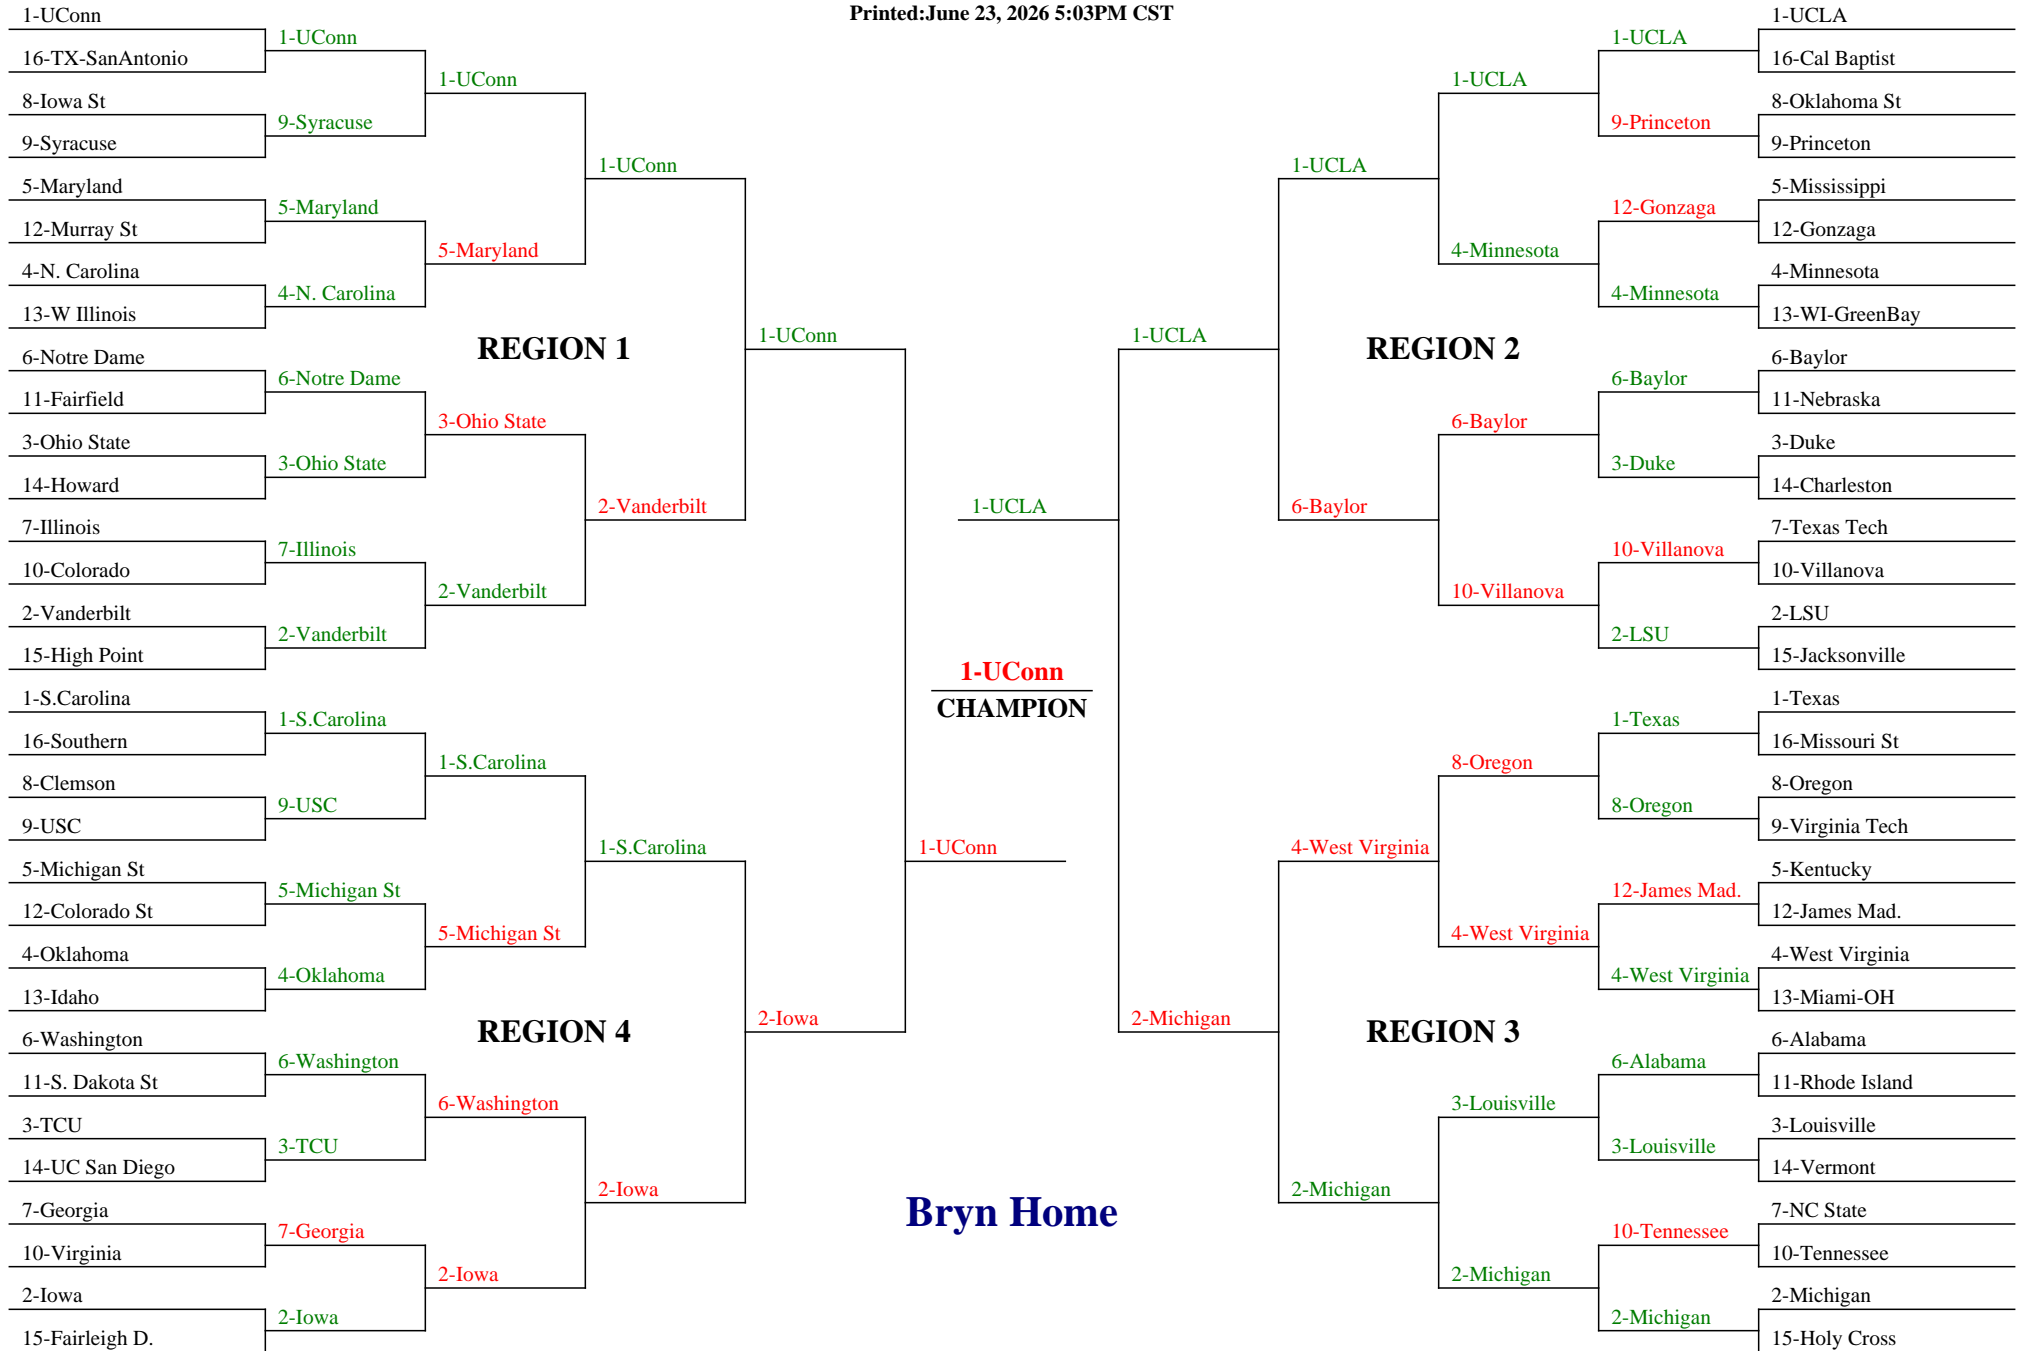 Printed:June 23, 2026 5:03PM CST
1-UConn
16-TX-SanAntonio
8-Iowa St
9-Syracuse
5-Maryland
12-Murray St
4-N. Carolina
13-W Illinois
6-Notre Dame
11-Fairfield
3-Ohio State
14-Howard
7-Illinois
10-Colorado
2-Vanderbilt
15-High Point
1-S.Carolina
16-Southern
8-Clemson
9-USC
5-Michigan St
12-Colorado St
4-Oklahoma
13-Idaho
6-Washington
11-S. Dakota St
3-TCU
14-UC San Diego
7-Georgia
10-Virginia
2-Iowa
15-Fairleigh D.
1-UConn
9-Syracuse
5-Maryland
4-N. Carolina
6-Notre Dame
3-Ohio State
7-Illinois
2-Vanderbilt
1-S.Carolina
9-USC
5-Michigan St
4-Oklahoma
6-Washington
3-TCU
7-Georgia
2-Iowa
1-UConn
5-Maryland
REGION 1
3-Ohio State
2-Vanderbilt
1-S.Carolina
5-Michigan St
REGION 4
6-Washington
2-Iowa
1-UConn
2-Vanderbilt
1-S.Carolina
2-Iowa
1-UConn
2-Iowa
1-UCLA
1-UConn
CHAMPION
1-UConn
Bryn Home
1-UCLA
2-Michigan
1-UCLA
6-Baylor
4-West Virginia
2-Michigan
1-UCLA
4-Minnesota
REGION 2
6-Baylor
10-Villanova
8-Oregon
4-West Virginia
REGION 3
3-Louisville
2-Michigan
1-UCLA
9-Princeton
12-Gonzaga
4-Minnesota
6-Baylor
3-Duke
10-Villanova
2-LSU
1-Texas
8-Oregon
12-James Mad.
4-West Virginia
6-Alabama
3-Louisville
10-Tennessee
2-Michigan
1-UCLA
16-Cal Baptist
8-Oklahoma St
9-Princeton
5-Mississippi
12-Gonzaga
4-Minnesota
13-WI-GreenBay
6-Baylor
11-Nebraska
3-Duke
14-Charleston
7-Texas Tech
10-Villanova
2-LSU
15-Jacksonville
1-Texas
16-Missouri St
8-Oregon
9-Virginia Tech
5-Kentucky
12-James Mad.
4-West Virginia
13-Miami-OH
6-Alabama
11-Rhode Island
3-Louisville
14-Vermont
7-NC State
10-Tennessee
2-Michigan
15-Holy Cross